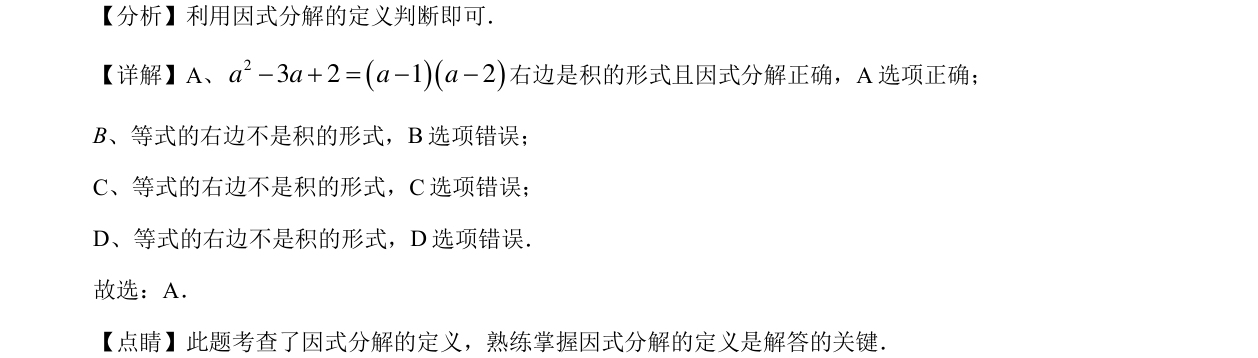 【分析】利用因式分解的定义判断即可．
【详解】A、a²－3a＋2＝(a－1)(a－2)右边是积的形式且因式分解正确，A 选项正确；
B、等式的右边不是积的形式，B 选项错误；
C、等式的右边不是积的形式，C 选项错误；
D、等式的右边不是积的形式，D 选项错误．
故选：A．
【点睛】此题考查了因式分解的定义，熟练掌握因式分解的定义是解答的关键．